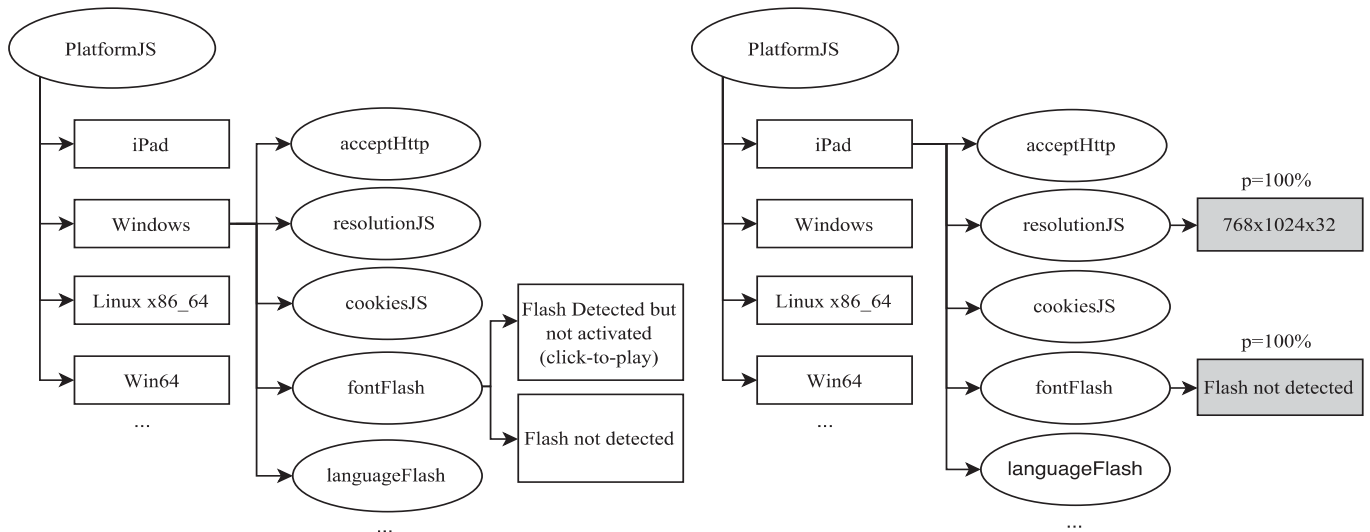 PlatformJS
iPad
Windows
Linux x86_64
Win64
...
acceptHttp
resolutionJS
cookiesJS
fontFlash
languageFlash
...
Flash Detected but
not activated
(click-to-play)
Flash not detected
PlatformJS
iPad
Windows
Linux x86_64
Win64
...
acceptHttp
resolutionJS
cookiesJS
fontFlash
languageFlash
...
p=100%
768x1024x32
p=100%
Flash not detected